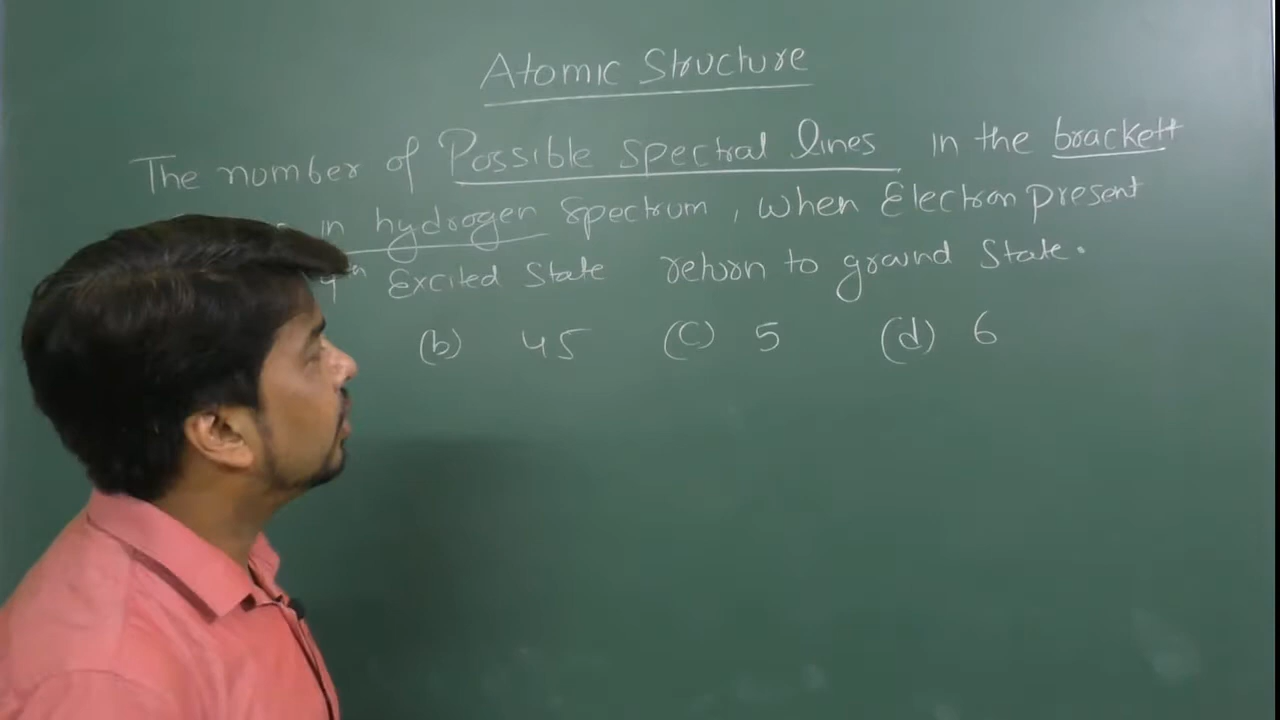 Atomic Structure
The number of Possible spectral lines in the brackett
in hydrogen Spectrum, when Electron present
Excited State return to ground State.
(b) 45 (C) 5 (d) 6